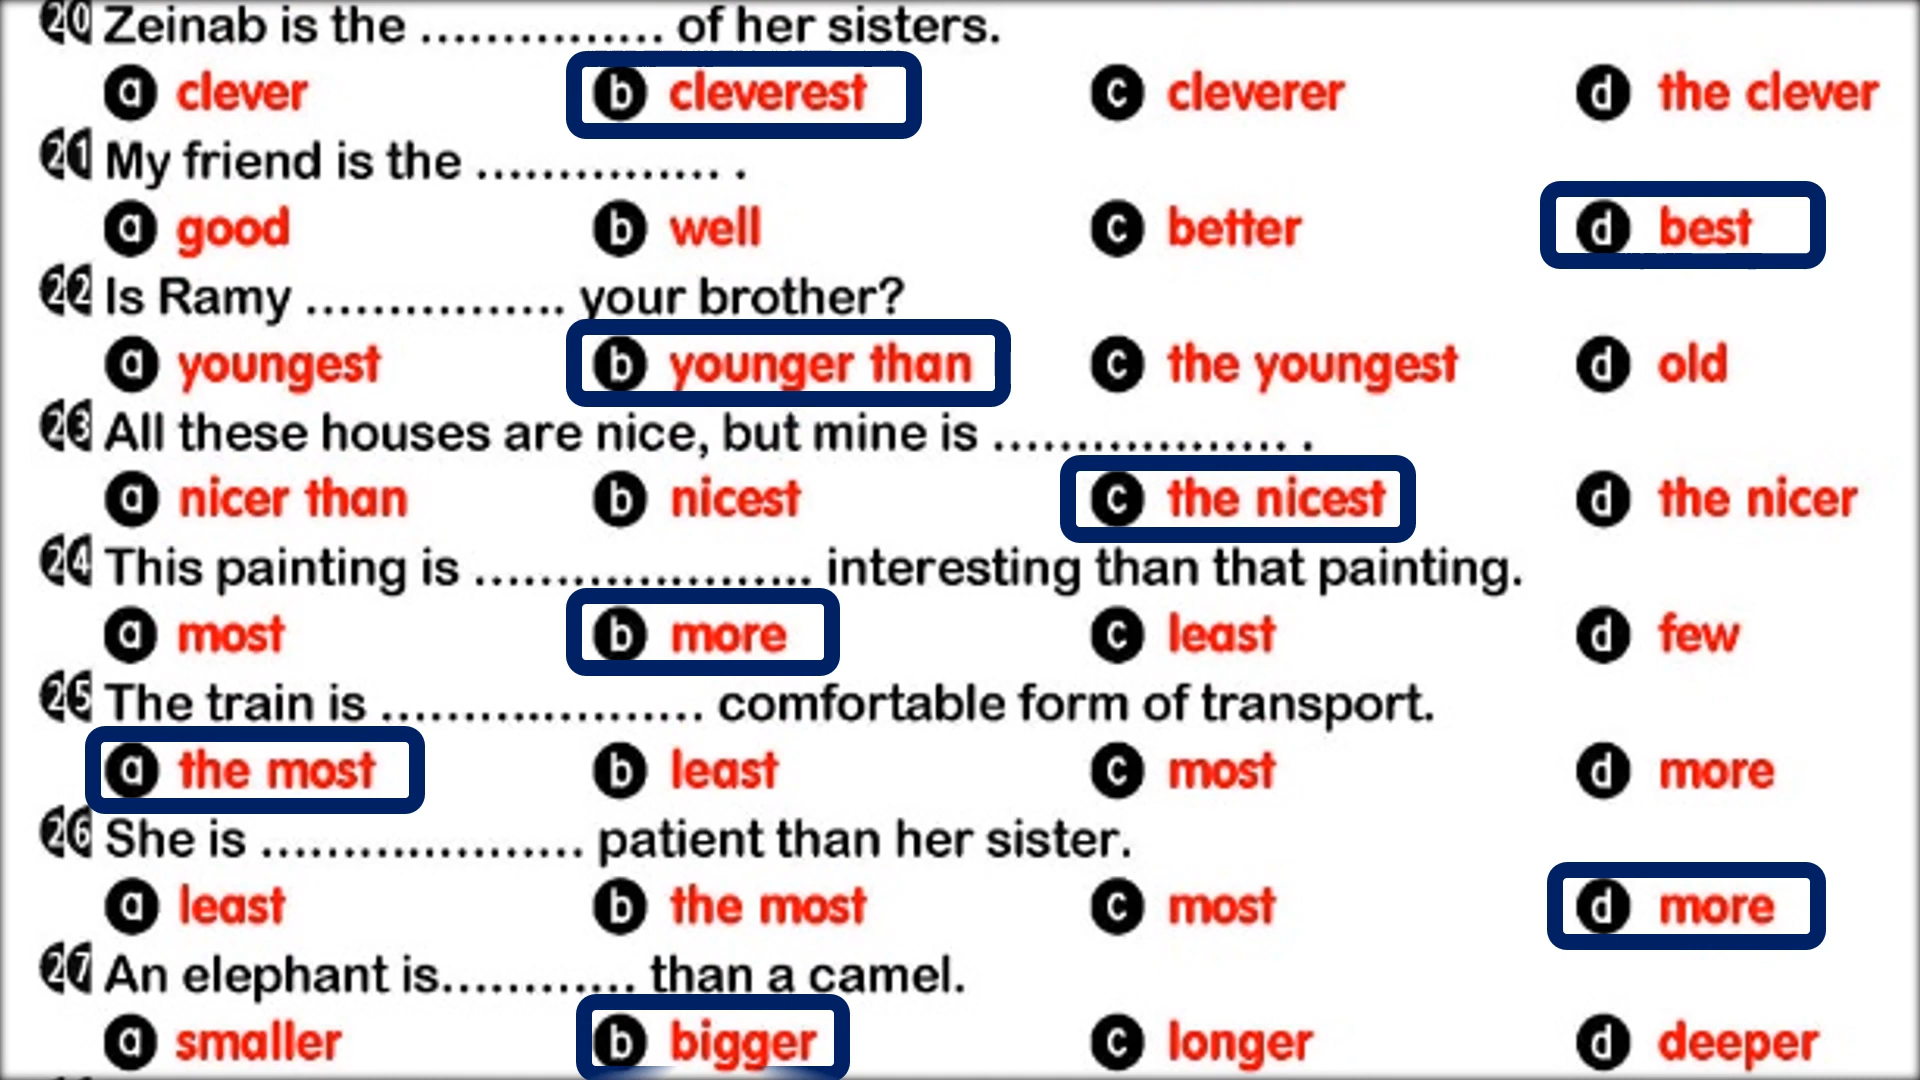 20 Zeinab is the ............... of her sisters.
a clever b cleverest c cleverer d the clever
21 My friend is the ............... .
a good b well c better d best
22 Is Ramy ................ your brother?
a youngest b younger than c the youngest d old
23 All these houses are nice, but mine is .................. .
a nicer than b nicest c the nicest d the nicer
24 This painting is ..................... interesting than that painting.
a most b more c least d few
25 The train is .................... comfortable form of transport.
a the most b least c most d more
26 She is .................... patient than her sister.
a least b the most c most d more
27 An elephant is............ than a camel.
a smaller b bigger c longer d deeper